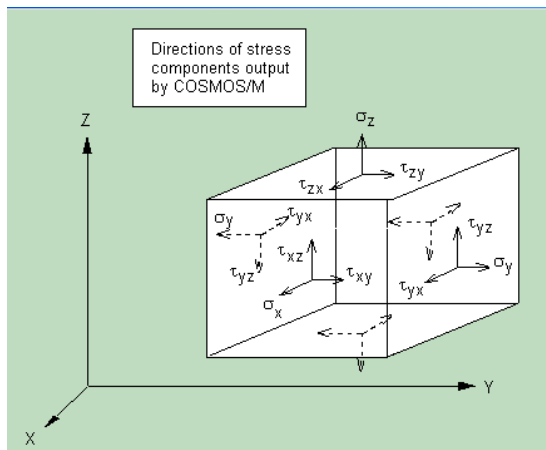 Directions of stress
components output
by COSMOS/M
Z
σz
τzx
τzy
σy
τyx
τyz
τxz
τxy
σx
τyz
τyx
σy
Y
X